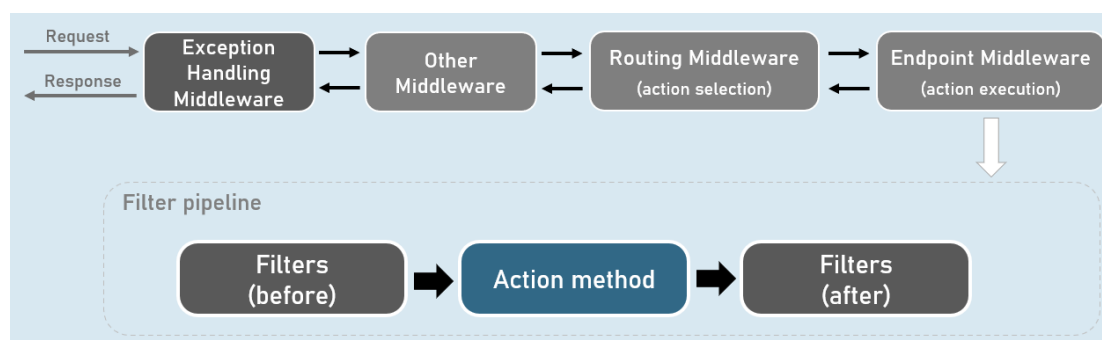 Request
Response
Exception
Handling
Middleware
Other
Middleware
Routing Middleware
(action selection)
Endpoint Middleware
(action execution)
Filter pipeline
Filters
(before)
Action method
Filters
(after)